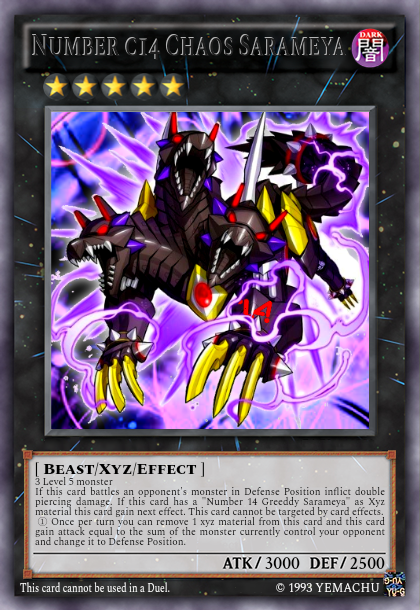 Number c14 Chaos Sarameya
DARK
闇
14
[ Beast/Xyz/Effect ]
3 Level 5 monster
If this card battles an opponent's monster in Defense Position inflict double
piercing damage. If this card has a "Number 14 Greeddy Sarameya" as Xyz
material this card gain next effect. This card cannot be targeted by card effects.
① Once per turn you can remove 1 xyz material from this card and this card
gain attack equal to the sum of the monster currently control your opponent
and change it to Defense Position.
ATK / 3000 DEF / 2500
This card cannot be used in a Duel.
© 1993 YEMACHU